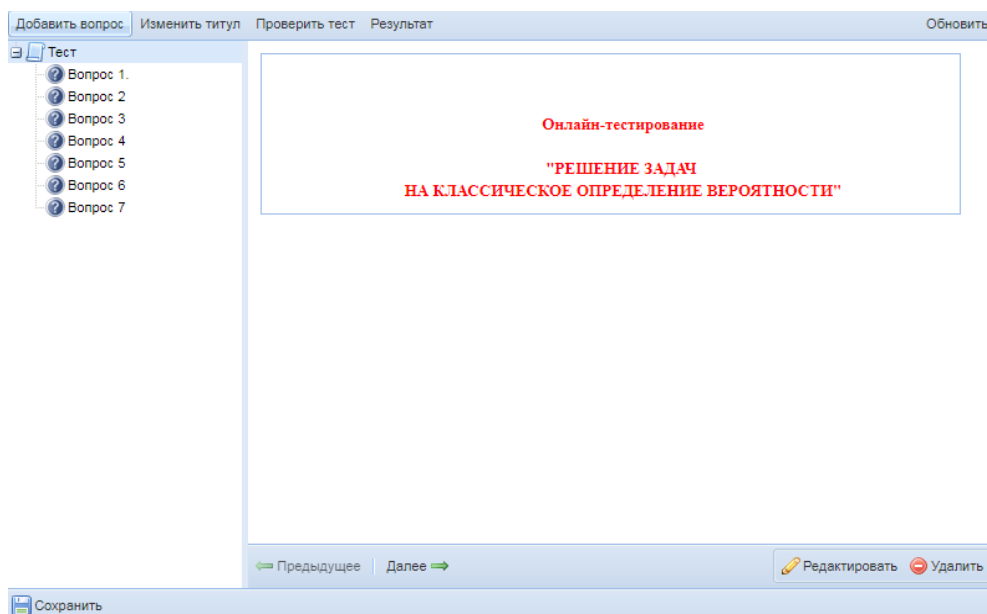 Добавить вопрос Изменить титул Проверить тест Результат Обновить
Тест
Вопрос 1.
Вопрос 2
Вопрос 3
Вопрос 4
Вопрос 5
Вопрос 6
Вопрос 7
Онлайн-тестирование
"РЕШЕНИЕ ЗАДАЧ
НА КЛАССИЧЕСКОЕ ОПРЕДЕЛЕНИЕ ВЕРОЯТНОСТИ"
Предыдущее Далее Редактировать Удалить
Сохранить